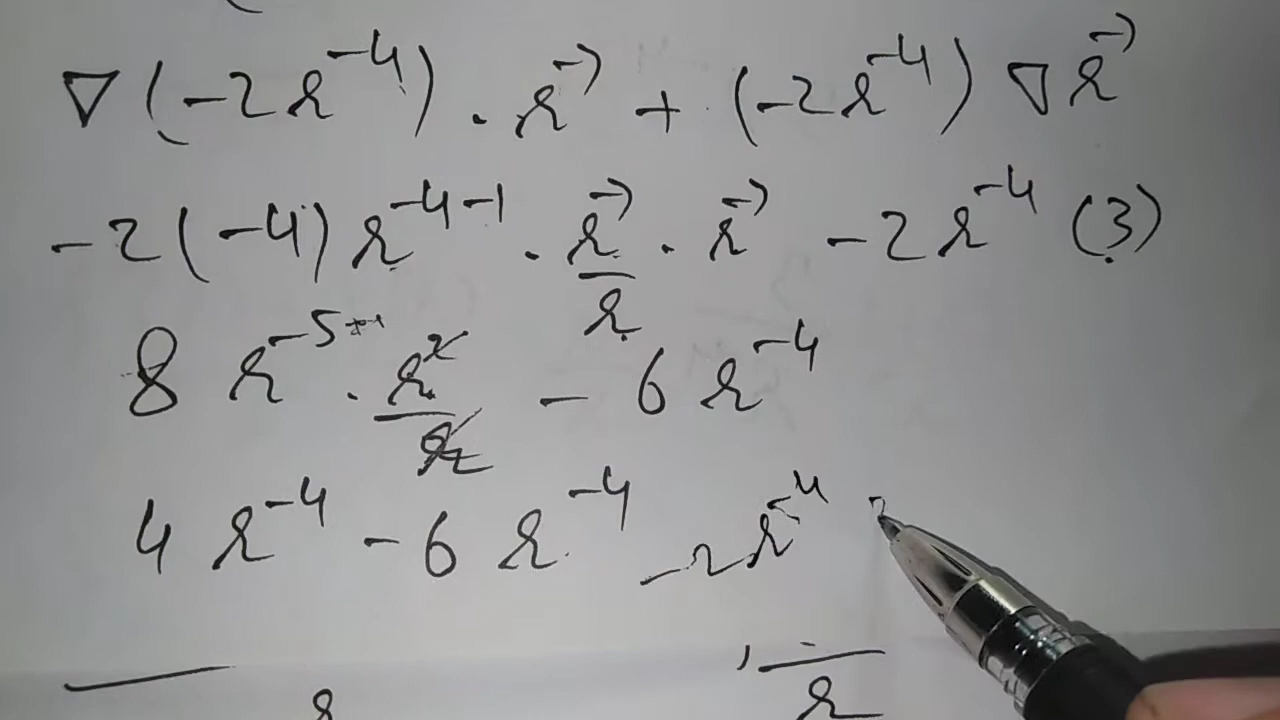 ∇(-2r⁻⁴) · r⃗ + (-2r⁻⁴) ∇ r⃗
-2(-4) r⁻⁴⁻¹ · r⃗/r · r⃗ - 2r⁻⁴ (3)
8 r⁻⁵⁺¹ · r²/r - 6 r⁻⁴
4 r⁻⁴ - 6 r⁻⁴ - 2r⁻⁴
r r